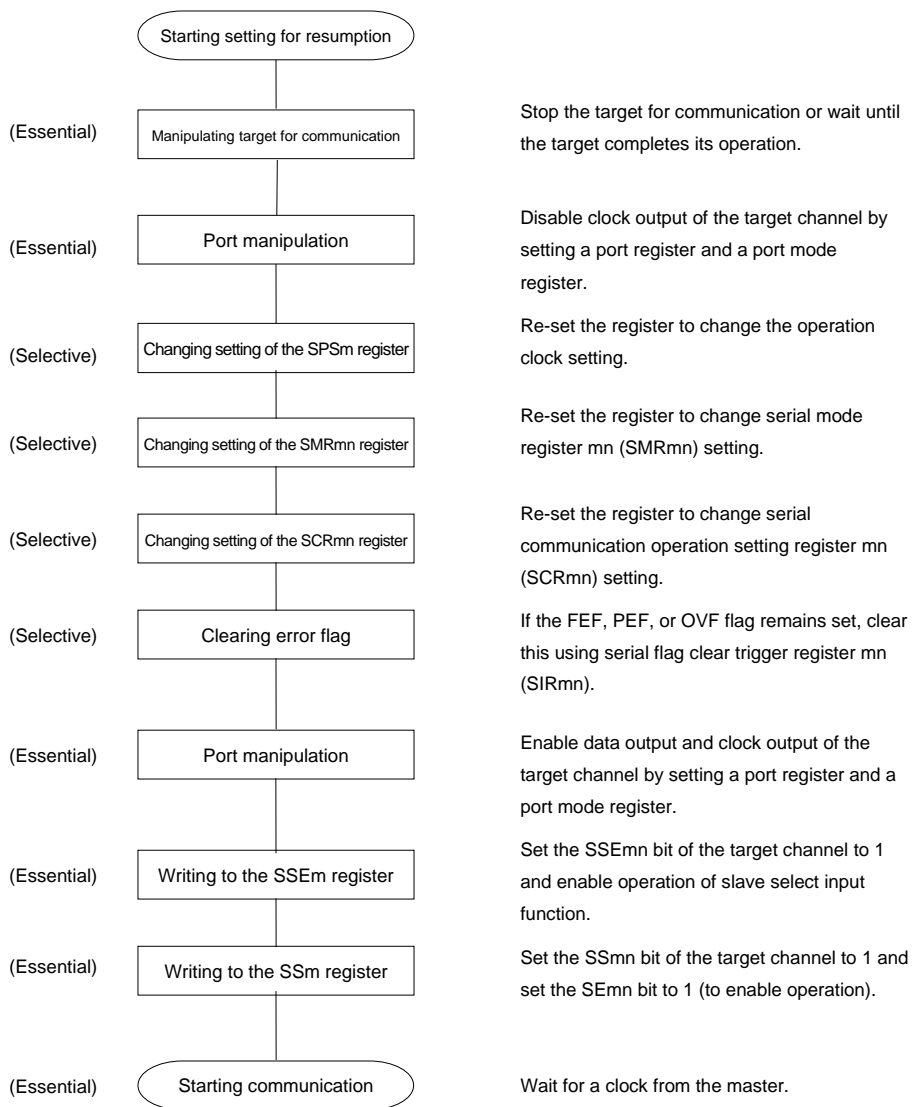 Starting setting for resumption
(Essential)
Manipulating target for communication
Stop the target for communication or wait until
the target completes its operation.
(Essential)
Port manipulation
Disable clock output of the target channel by
setting a port register and a port mode
register.
(Selective)
Changing setting of the SPSm register
Re-set the register to change the operation
clock setting.
(Selective)
Changing setting of the SMRmn register
Re-set the register to change serial mode
register mn (SMRmn) setting.
(Selective)
Changing setting of the SCRmn register
Re-set the register to change serial
communication operation setting register mn
(SCRmn) setting.
(Selective)
Clearing error flag
If the FEF, PEF, or OVF flag remains set, clear
this using serial flag clear trigger register mn
(SIRmn).
(Essential)
Port manipulation
Enable data output and clock output of the
target channel by setting a port register and a
port mode register.
(Essential)
Writing to the SSEm register
Set the SSEmn bit of the target channel to 1
and enable operation of slave select input
function.
(Essential)
Writing to the SSm register
Set the SSmn bit of the target channel to 1 and
set the SEmn bit to 1 (to enable operation).
(Essential)
Starting communication
Wait for a clock from the master.